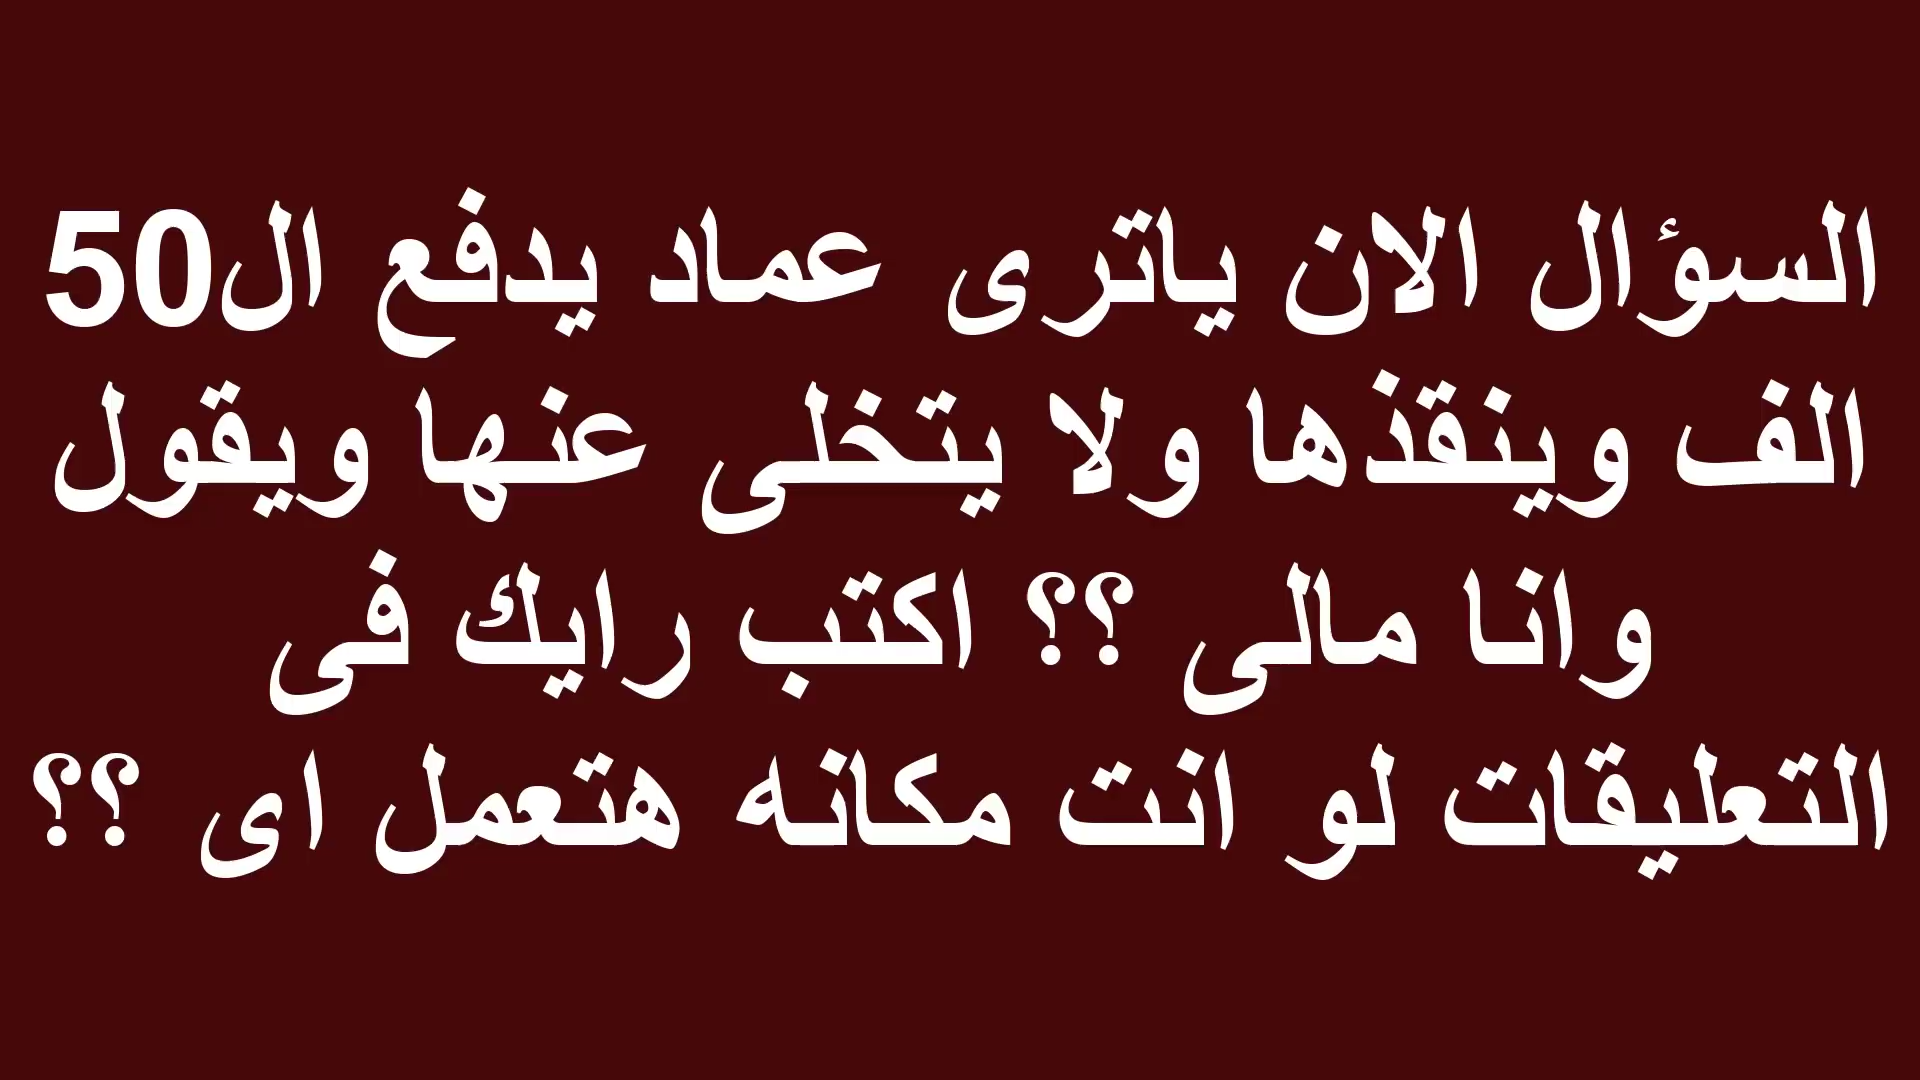 السؤال الان ياترى عماد يدفع ال50
الف وينقذها ولا يتخلى عنها ويقول
وانا مالى ؟؟ اكتب رايك فى
التعليقات لو انت مكانه هتعمل اى ؟؟